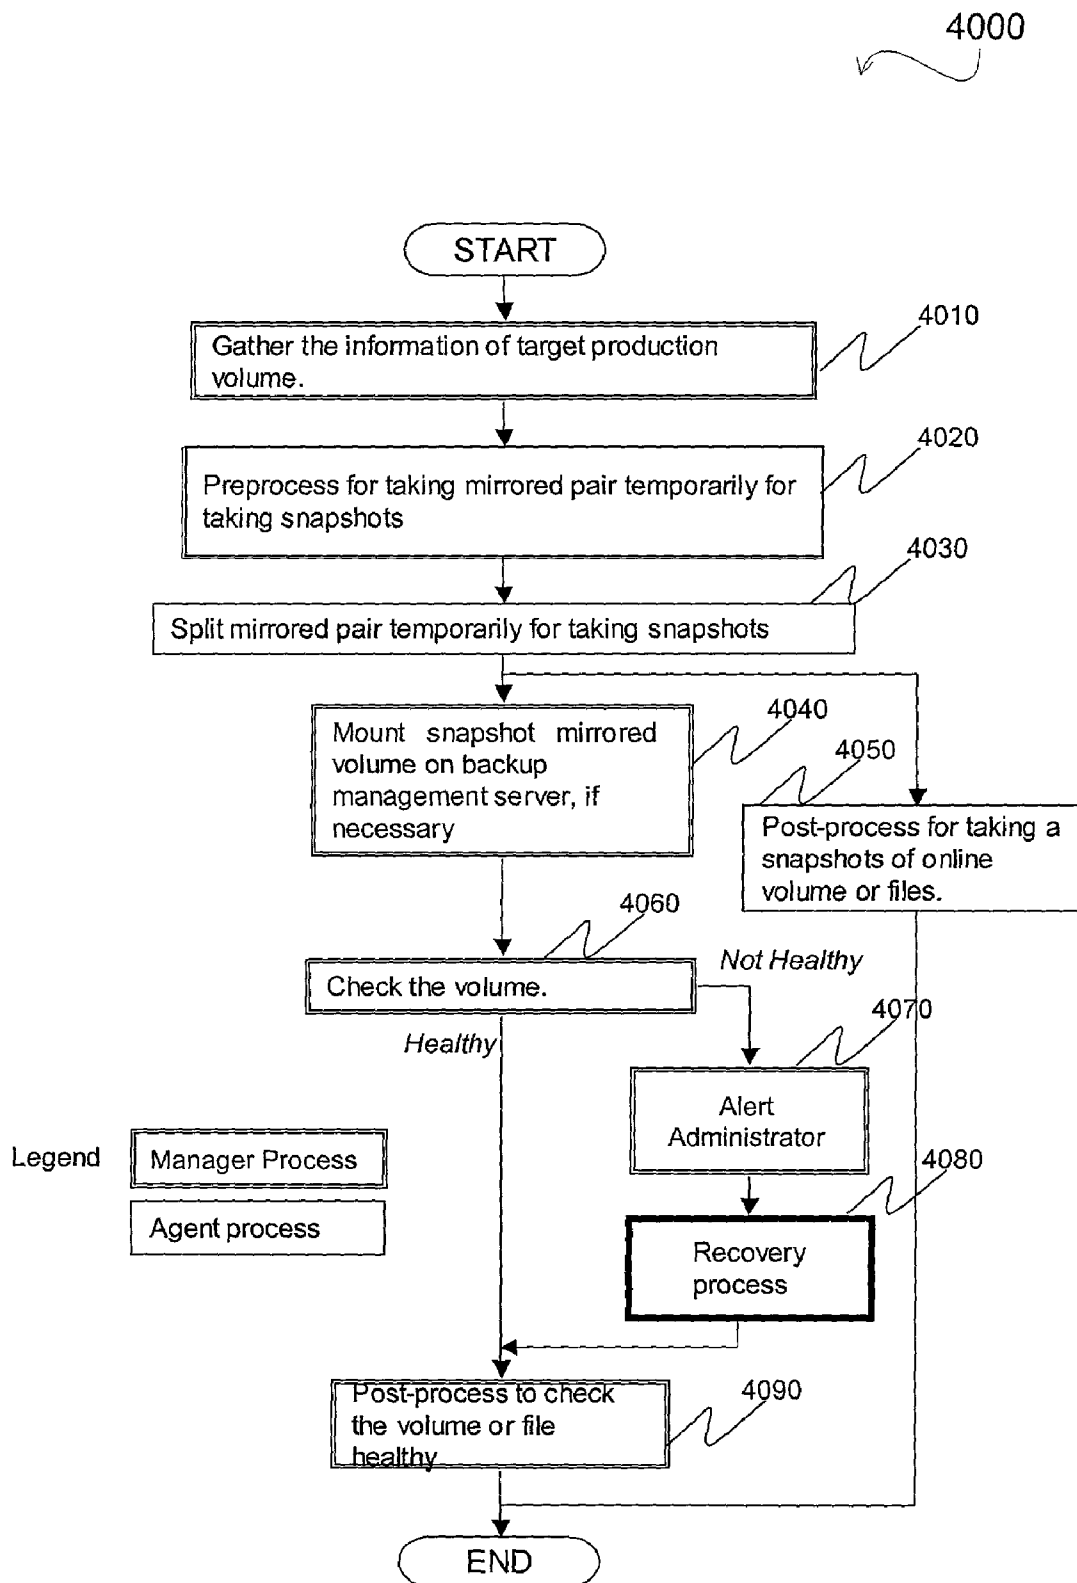 4000
START
4010
Gather the information of target production
volume.
4020
Preprocess for taking mirrored pair temporarily for
taking snapshots
4030
Split mirrored pair temporarily for taking snapshots
4040
Mount snapshot mirrored
volume on backup
management server, if
necessary
4050
Post-process for taking a
snapshots of online
volume or files.
4060
Check the volume.
Not Healthy
Healthy
4070
Alert
Administrator
Legend
Manager Process
Agent process
4080
Recovery
process
4090
Post-process to check
the volume or file
healthy
END